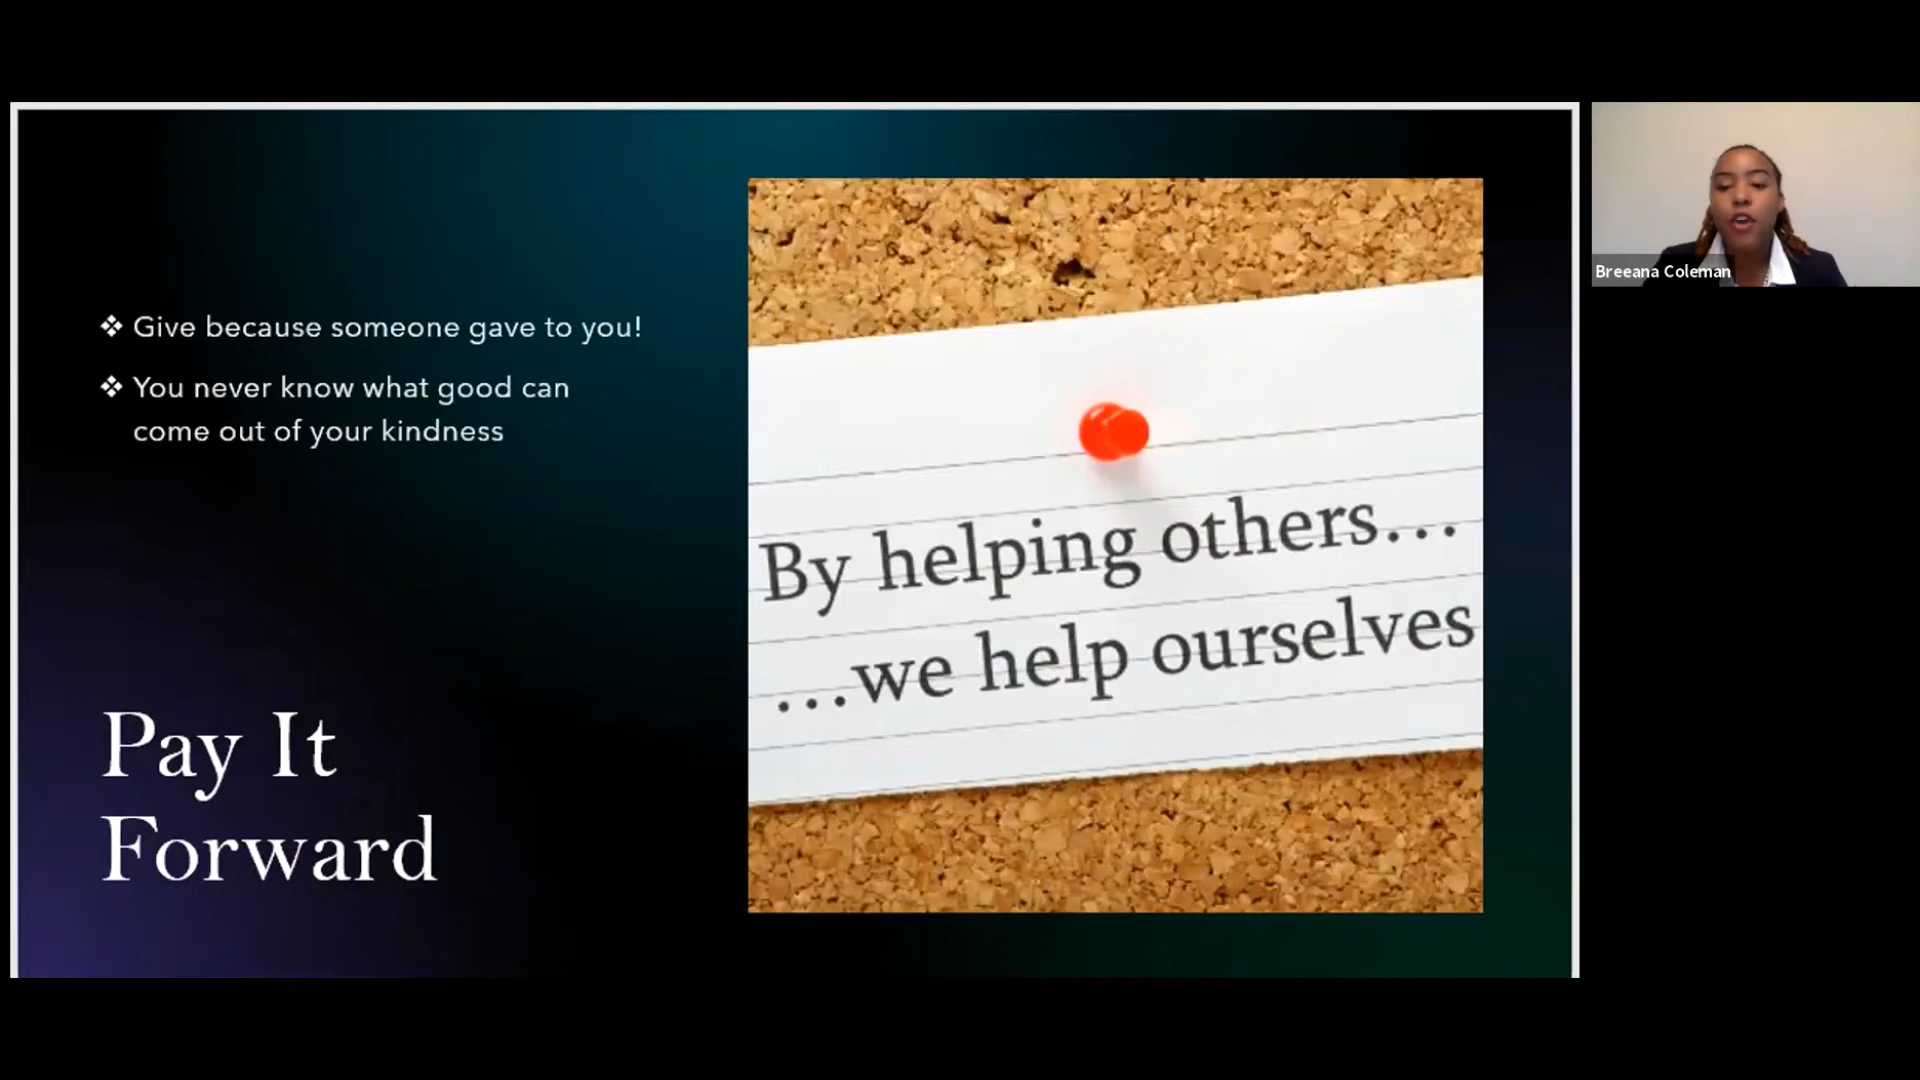 ❖ Give because someone gave to you!
❖ You never know what good can
come out of your kindness
Pay It
Forward
By helping others...
...we help ourselves
Breeana Coleman